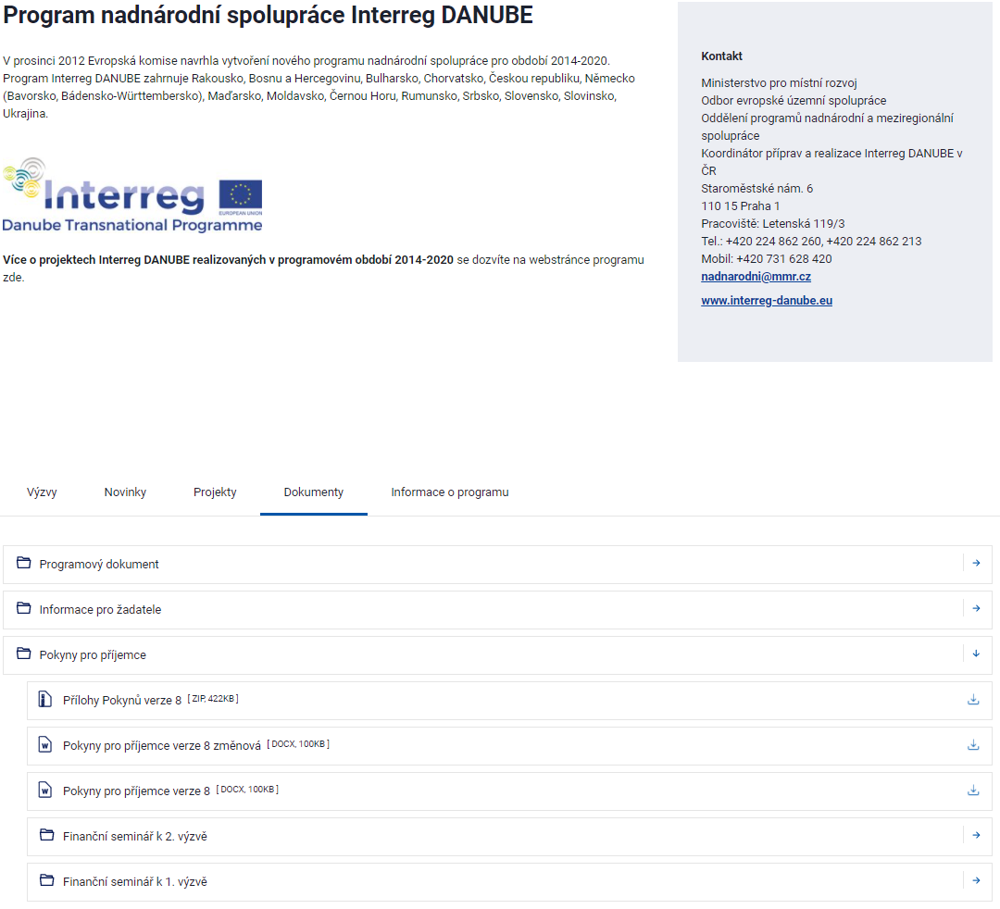 Program nadnárodní spolupráce Interreg DANUBE
V prosinci 2012 Evropská komise navrhla vytvoření nového programu nadnárodní spolupráce pro období 2014-2020.
Program Interreg DANUBE zahrnuje Rakousko, Bosnu a Hercegovinu, Bulharsko, Chorvatsko, Českou republiku, Německo
(Bavorsko, Bádensko-Württembersko), Maďarsko, Moldavsko, Černou Horu, Rumunsko, Srbsko, Slovensko, Slovinsko,
Ukrajina.
Interreg
EUROPEAN UNION
Danube Transnational Programme
Více o projektech Interreg DANUBE realizovaných v programovém období 2014-2020 se dozvíte na webstránce programu
zde.
Kontakt
Ministerstvo pro místní rozvoj
Odbor evropské územní spolupráce
Oddělení programů nadnárodní a meziregionální
spolupráce
Koordinátor příprav a realizace Interreg DANUBE v
ČR
Staroměstské nám. 6
110 15 Praha 1
Pracoviště: Letenská 119/3
Tel.: +420 224 862 260, +420 224 862 213
Mobil: +420 731 628 420
nadnarodni@mmr.cz
www.interreg-danube.eu
Výzvy Novinky Projekty Dokumenty Informace o programu
Programový dokument
Informace pro žadatele
Pokyny pro příjemce
Přílohy Pokynů verze 8 [ ZIP, 422KB ]
Pokyny pro příjemce verze 8 změnová [ DOCX, 100KB ]
Pokyny pro příjemce verze 8 [ DOCX, 100KB ]
Finanční seminář k 2. výzvě
Finanční seminář k 1. výzvě